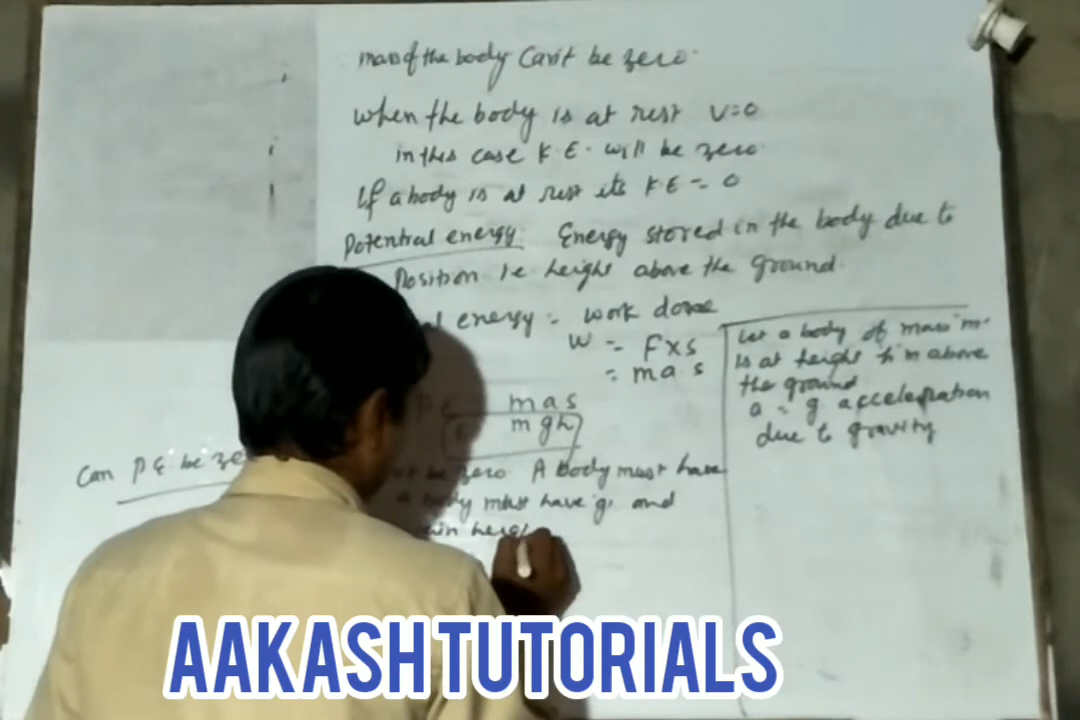 mass of the body Can't be zero.
when the body is at rest V=0
in this case K.E. will be zero
If a body is at rest its K.E = 0
Potential energy: Energy stored in the body due to
Position i.e height above the ground.
energy = work done
W = F x s
= m a s
P E m a s
m g h
Can P E be ze
be zero A body must have
body must have 'g' and
heigh
Let a body of mass 'm'
is at height 'h' m above
the ground
a = g acceleration
due to gravity
AAKASH TUTORIALS